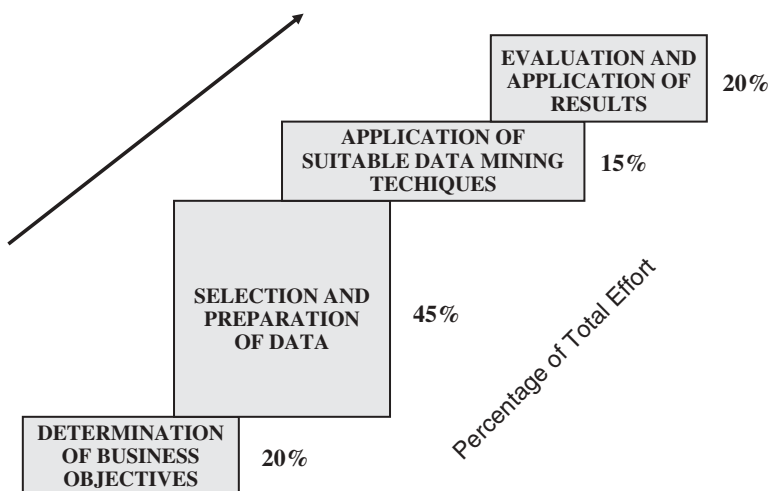 EVALUATION AND
APPLICATION OF
RESULTS
20%
APPLICATION OF
SUITABLE DATA MINING
TECHIQUES
15%
SELECTION AND
PREPARATION
OF DATA
45%
Percentage of Total Effort
DETERMINATION
OF BUSINESS
OBJECTIVES
20%